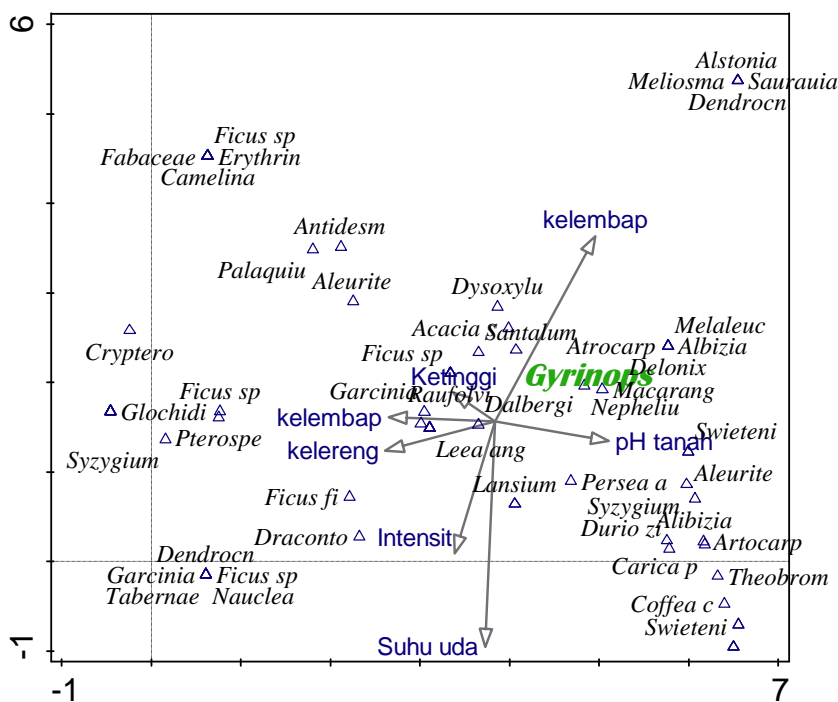 6
Alstonia
Meliosma
Saurauia
Dendrocn
Ficus sp
Fabaceae
Erythrin
Camelina
kelembap
Antidesm
Palaquiu
Aleurite
Dysoxylu
Acacia
Santalum
Melaleuc
Cryptero
Ficus sp
Atrocarp
Albizia
Delonix
Ketinggi
Gyrinops
Macarang
Ficus sp
Garcinia
Raufolvi
Dalbergi
Nepheliu
Glochidi
kelembap
Pterospe
Swieteni
pH tanah
Syzygium
kelereng
Leea ang
Aleurite
Lansium
Persea a
Ficus fi
Syzygium
Draconto
Intensit
Durio zi
Alibizia
Artocarp
Dendrocn
Carica p
Garcinia
Ficus sp
Theobrom
Tabernae
Nauclea
Coffea c
Swieteni
Suhu uda
-1
-1
7